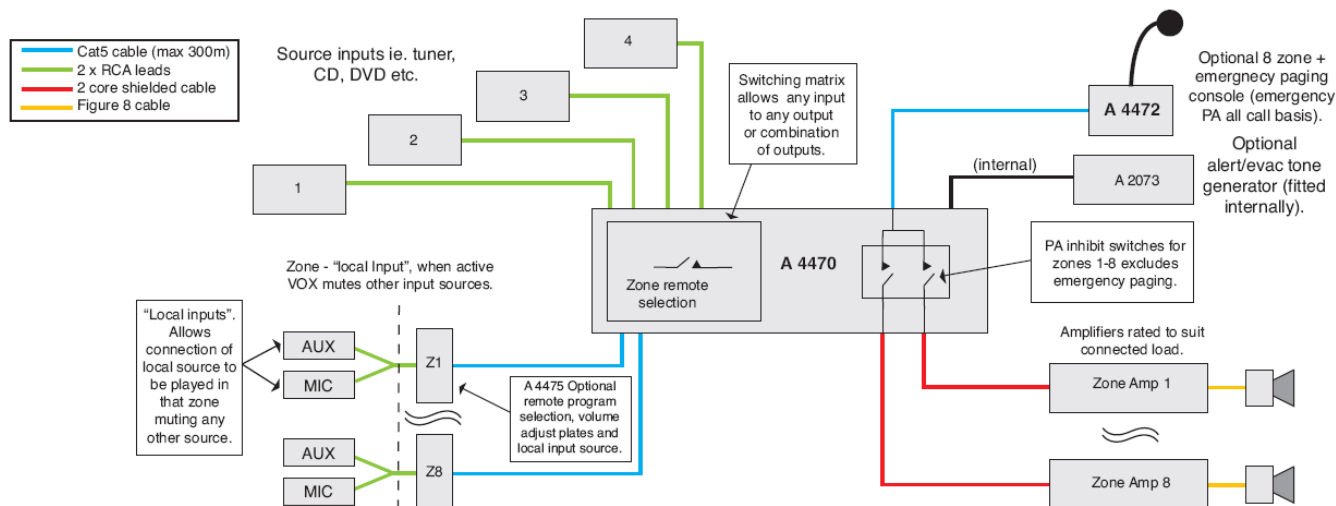 Cat5 cable (max 300m)
2 x RCA leads
2 core shielded cable
Figure 8 cable
Source inputs ie. tuner,
CD, DVD etc.
4
3
2
1
Switching matrix
allows any input
to any output
or combination
of outputs.
A 4472
Optional 8 zone +
emergnecy paging
console (emergency
PA all call basis).
(internal)
A 2073
Optional
alert/evac tone
generator (fitted
internally).
Zone remote
selection
A 4470
PA inhibit switches for
zones 1-8 excludes
emergency paging.
Zone - “local Input”, when active
VOX mutes other input sources.
“Local inputs”.
Allows
connection of
local source to
be played in
that zone
muting any
other source.
AUX
MIC
Z1
A 4475 Optional
remote program
selection, volume
adjust plates and
local input source.
AUX
MIC
Z8
Amplifiers rated to suit
connected load.
Zone Amp 1
Zone Amp 8